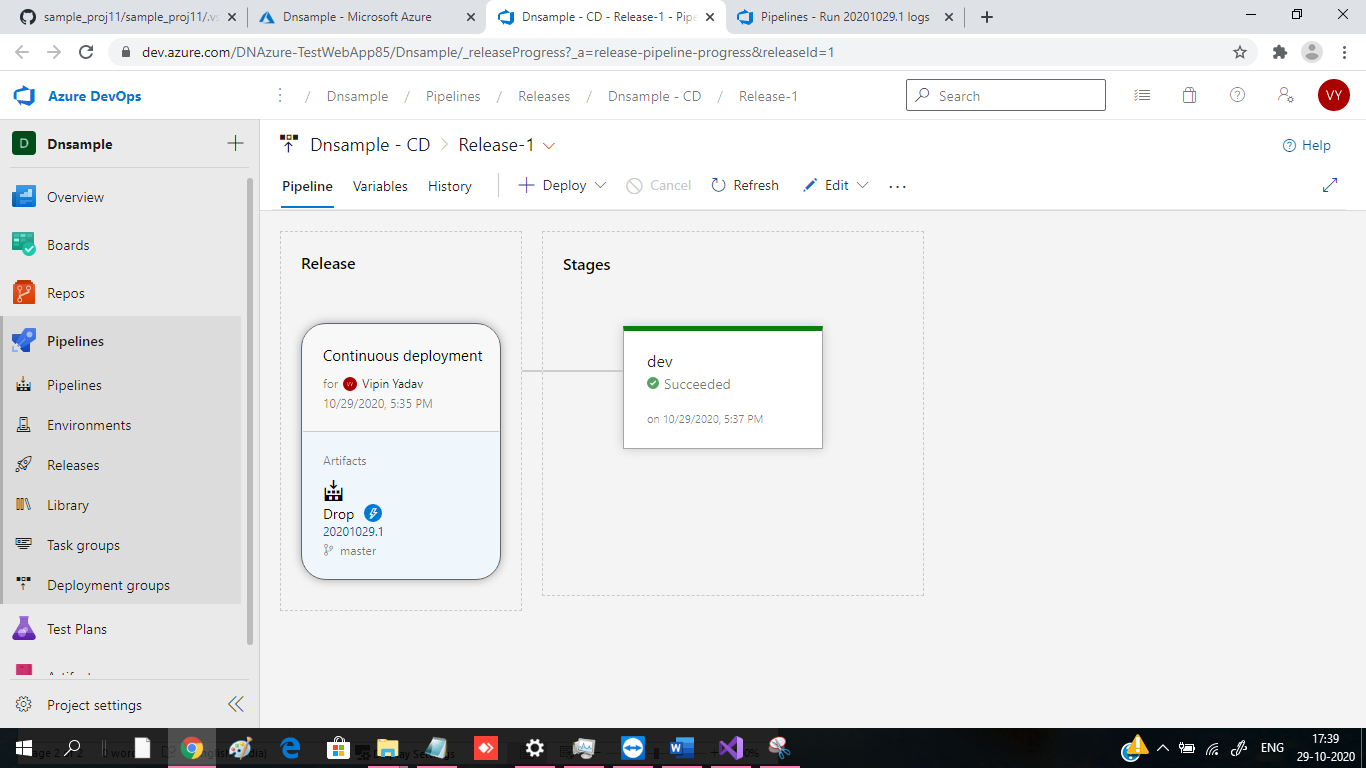 sample_proj11/sample_proj11/.vs
Dnsample - Microsoft Azure
Dnsample - CD - Release-1 - Pipe
Pipelines - Run 20201029.1 logs
dev.azure.com/DNAzure-TestWebApp85/Dnsample/_releaseProgress?_a=release-pipeline-progress&releaseId=1
Azure DevOps
/ Dnsample / Pipelines / Releases / Dnsample - CD / Release-1
Search
VY
D Dnsample
Dnsample - CD > Release-1
Help
Pipeline Variables History
Deploy Cancel Refresh Edit ...
Overview
Boards
Repos
Pipelines
Pipelines
Environments
Releases
Library
Task groups
Deployment groups
Test Plans
Project settings
Release
Continuous deployment
for VY Vipin Yadav
10/29/2020, 5:35 PM
Artifacts
Drop
20201029.1
master
Stages
dev
Succeeded
on 10/29/2020, 5:37 PM
ENG
17:39
29-10-2020